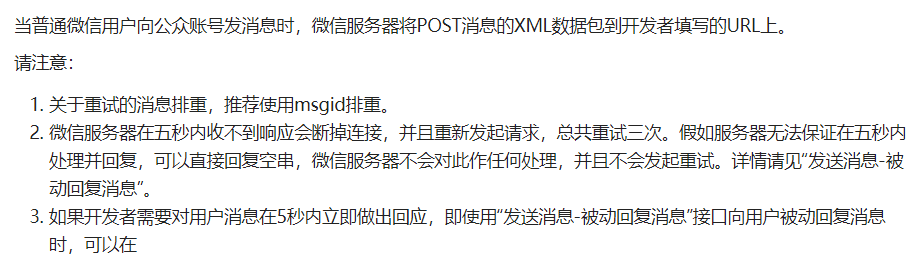 当普通微信用户向公众账号发消息时，微信服务器将POST消息的XML数据包到开发者填写的URL上。
请注意：
1. 关于重试的消息排重，推荐使用msgid排重。
2. 微信服务器在五秒内收不到响应会断掉连接，并且重新发起请求，总共重试三次。假如服务器无法保证在五秒内
处理并回复，可以直接回复空串，微信服务器不会对此作任何处理，并且不会发起重试。详情请见“发送消息-被
动回复消息”。
3. 如果开发者需要对用户消息在5秒内立即做出回应，即使用“发送消息-被动回复消息”接口向用户被动回复消息
时，可以在